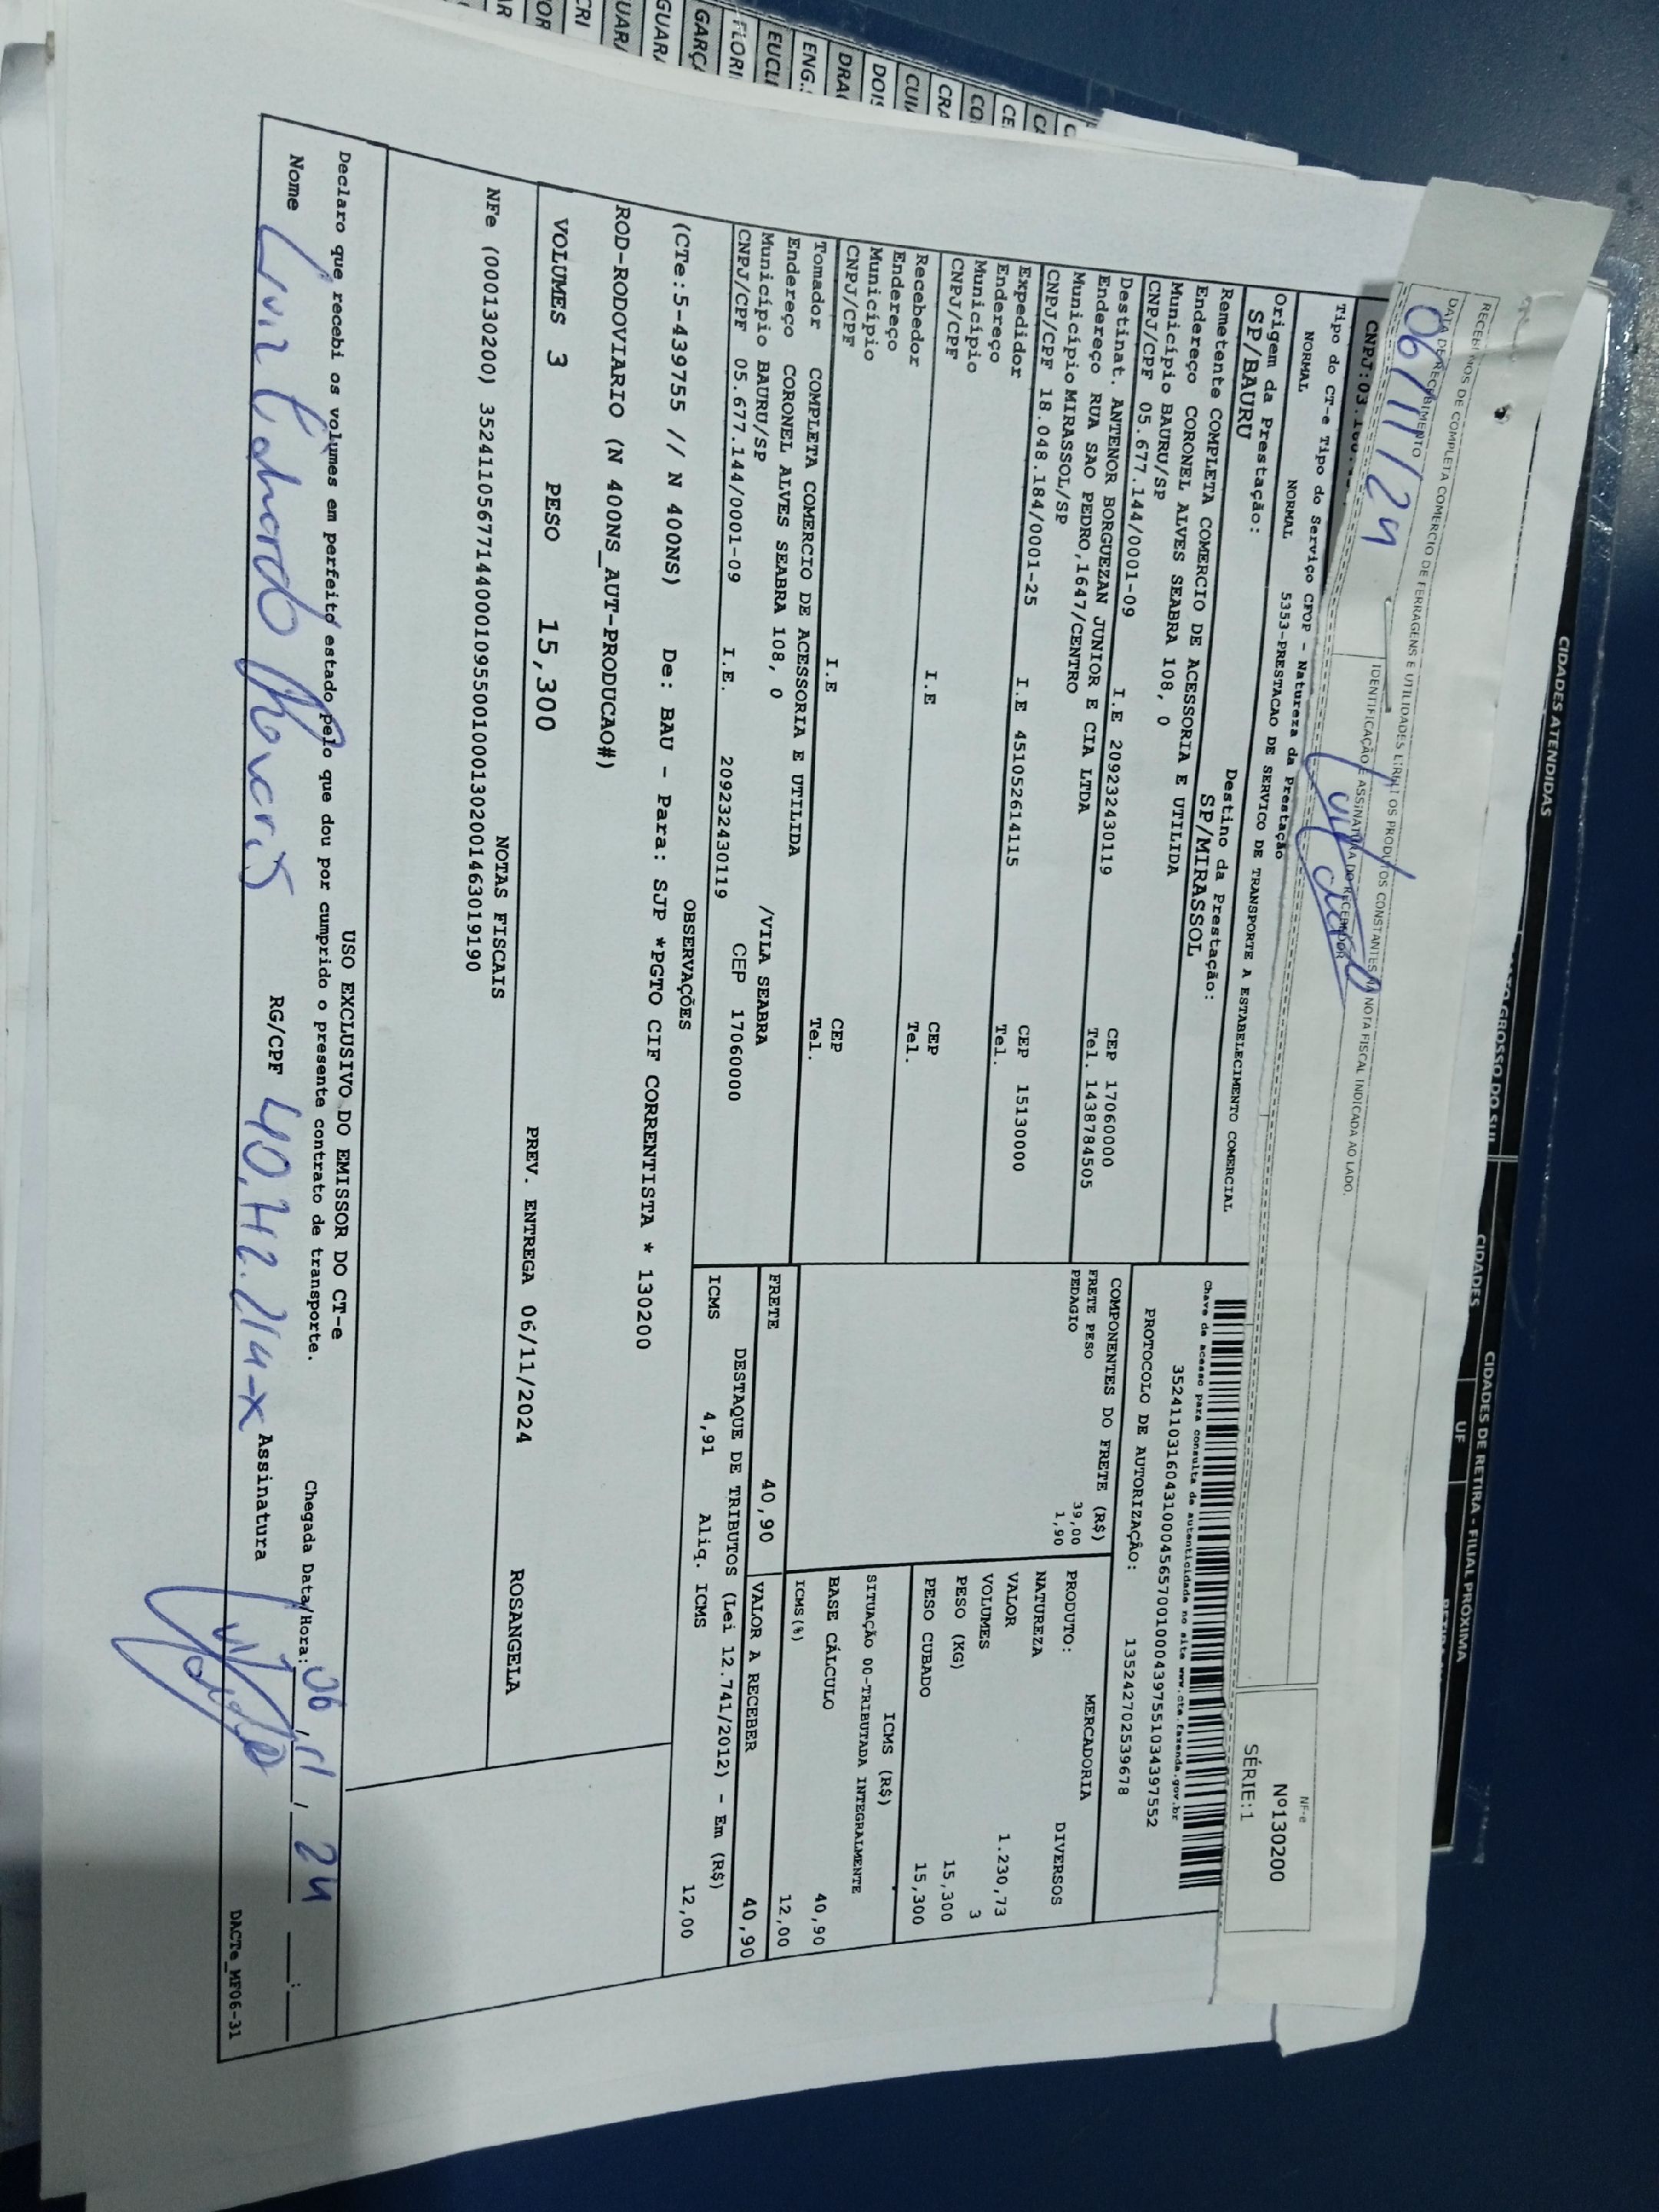 CIDADES ATENDIDAS
CIDADES DE RETIRA - FILIAL PRÓXIMA
CIDADES
UF
RECEBEMOS DE COMPLETA COMERCIO DE FERRAGENS E UTILIDADES OS PRODUTOS CONSTANTES NA NOTA FISCAL INDICADA AO LADO.
DATA DE RECEBIMENTO
06/11/24
IDENTIFICAÇÃO E ASSINATURA DO RECEBEDOR
NF-e
Nº130200
SÉRIE:1
CNPJ:03.
Tipo do CT-e Tipo do Serviço CFOP - Natureza da Prestação
NORMAL NORMAL 5353-PRESTACAO DE SERVICO DE TRANSPORTE A ESTABELECIMENTO COMERCIAL
Origem da Prestação: Destino da Prestação:
SP/BAURU SP/MIRASSOL
Chave de acesso para consulta de autenticidade no site www.cte.fazenda.gov.br
35241103160431000456570010004397551034397552
PROTOCOLO DE AUTORIZAÇÃO: 135242702539678
Remetente COMPLETA COMERCIO DE ACESSORIA E UTILIDA
Endereço CORONEL ALVES SEABRA 108, 0
Município BAURU/SP CEP 17060000
CNPJ/CPF 05.677.144/0001-09 I.E 209232430119 Tel. 1438784505
Destinat. ANTENOR BORGUEZAN JUNIOR E CIA LTDA
Endereço RUA SAO PEDRO,1647/CENTRO
Município MIRASSOL/SP CEP 15130000
CNPJ/CPF 18.048.184/0001-25 I.E 451052614115 Tel.
Expedidor
Endereço
Município CEP
CNPJ/CPF I.E Tel.
Recebedor
Endereço
Município CEP
CNPJ/CPF I.E Tel.
Tomador COMPLETA COMERCIO DE ACESSORIA E UTILIDA
Endereço CORONEL ALVES SEABRA 108, 0 /VILA SEABRA
Município BAURU/SP CEP 17060000
CNPJ/CPF 05.677.144/0001-09 I.E. 209232430119
COMPONENTES DO FRETE (R$)
FRETE PESO 39,00
PEDAGIO 1,90
MERCADORIA
PRODUTO: DIVERSOS
NATUREZA
VALOR 1.230,73
VOLUMES 3
PESO (KG) 15,300
PESO CUBADO 15,300
ICMS (R$)
SITUAÇÃO 00-TRIBUTADA INTEGRALMENTE
BASE CÁLCULO 40,90
ICMS(%) 12,00
FRETE 40,90 VALOR A RECEBER 40,90
DESTAQUE DE TRIBUTOS (Lei 12.741/2012) - Em (R$)
ICMS 4,91 Aliq. ICMS 12,00
OBSERVAÇÕES
(CTe:5-439755 // N 400NS) De: BAU - Para: SJP *PGTO CIF CORRENTISTA * 130200
ROD-RODOVIARIO (N 400NS_AUT-PRODUCAO#)
VOLUMES 3 PESO 15,300 PREV. ENTREGA 06/11/2024 ROSANGELA
NOTAS FISCAIS
NFe (000130200) 35241105677144000109550010001302001463019190
USO EXCLUSIVO DO EMISSOR DO CT-e
Declaro que recebi os volumes em perfeito estado pelo que dou por cumprido o presente contrato de transporte.
Chegada Data/Hora: 06/11/24 __:__
Nome Luiz Eduardo RG/CPF Assinatura
DACTe_MF06-31